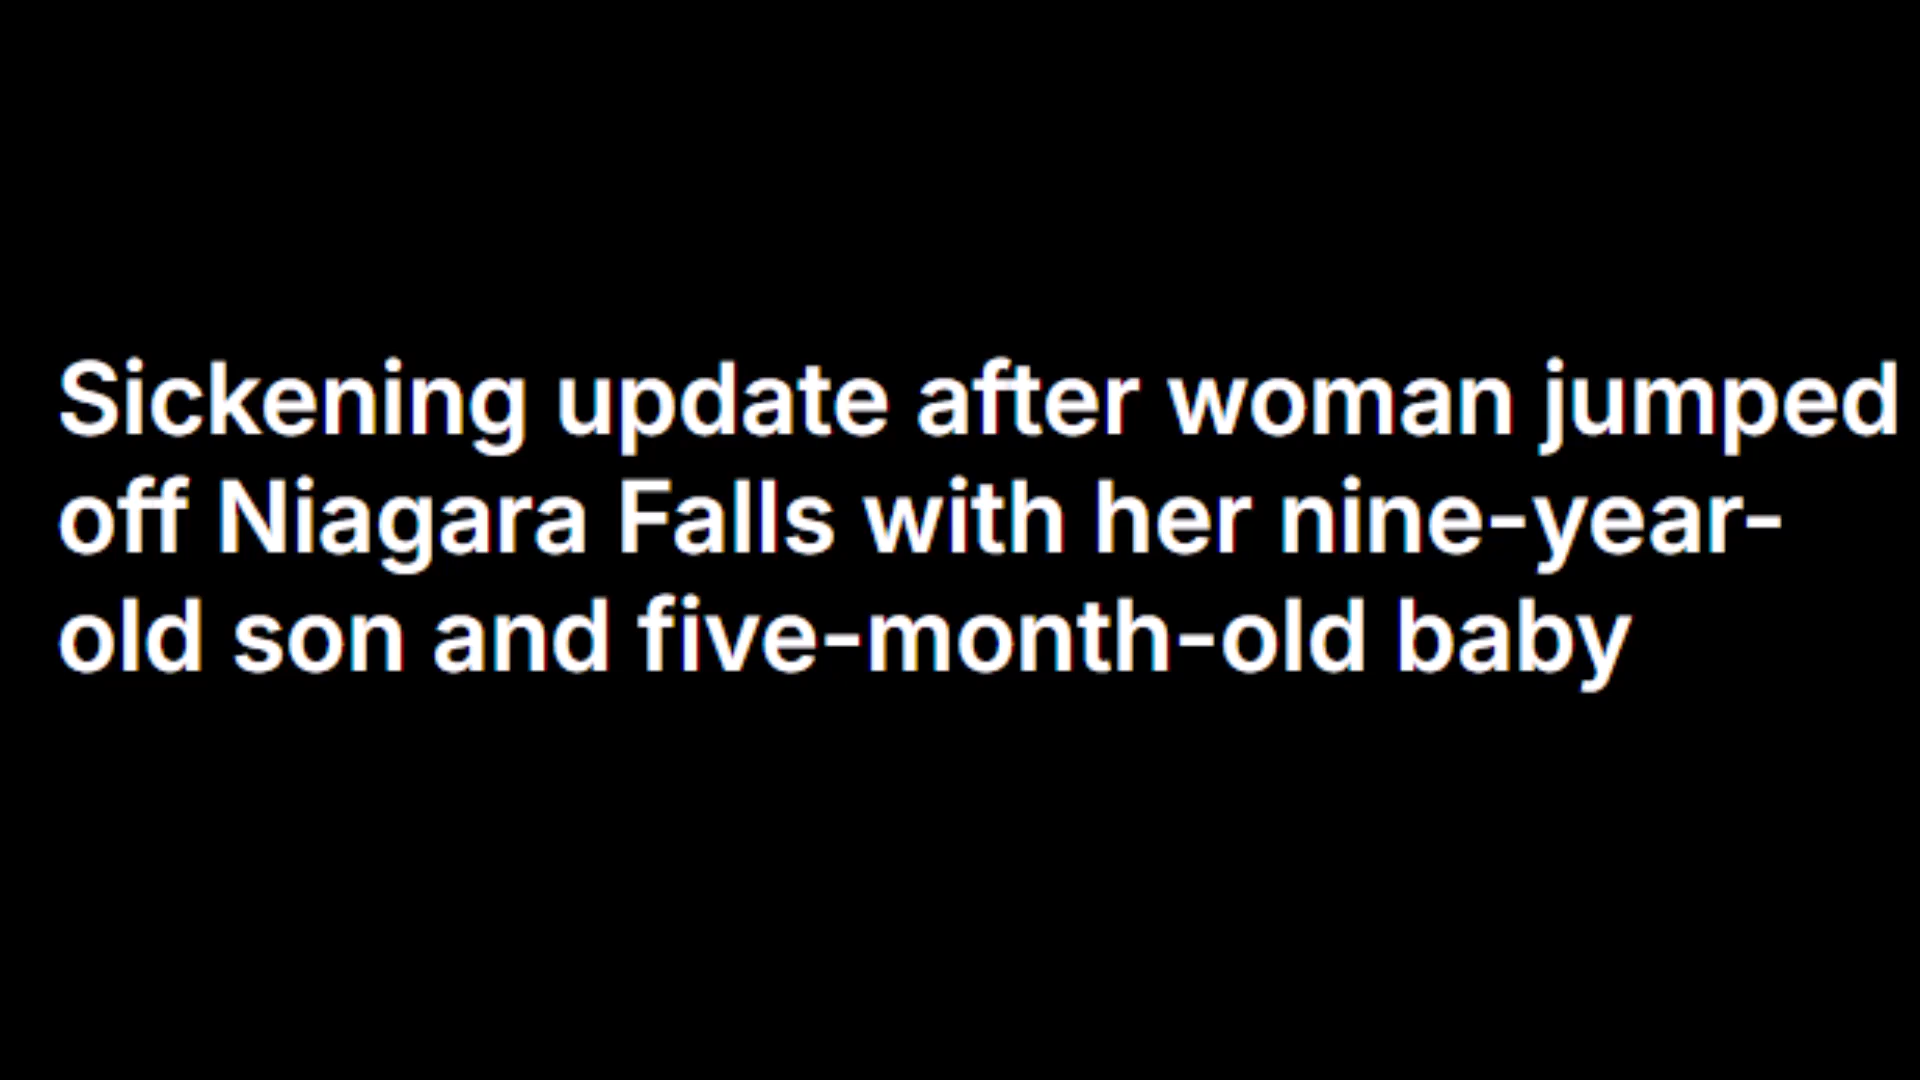 Sickening update after woman jumped
off Niagara Falls with her nine-year-
old son and five-month-old baby